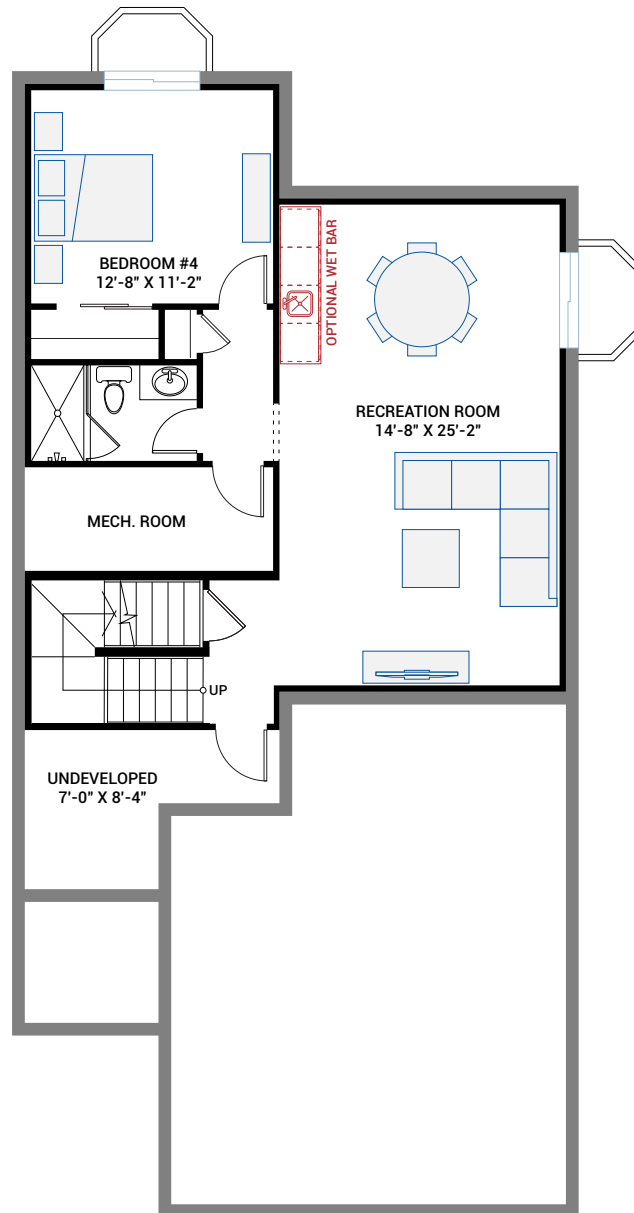 BEDROOM #4
12'-8" X 11'-2"
OPTIONAL WET BAR
RECREATION ROOM
14'-8" X 25'-2"
MECH. ROOM
UP
UNDEVELOPED
7'-0" X 8'-4"